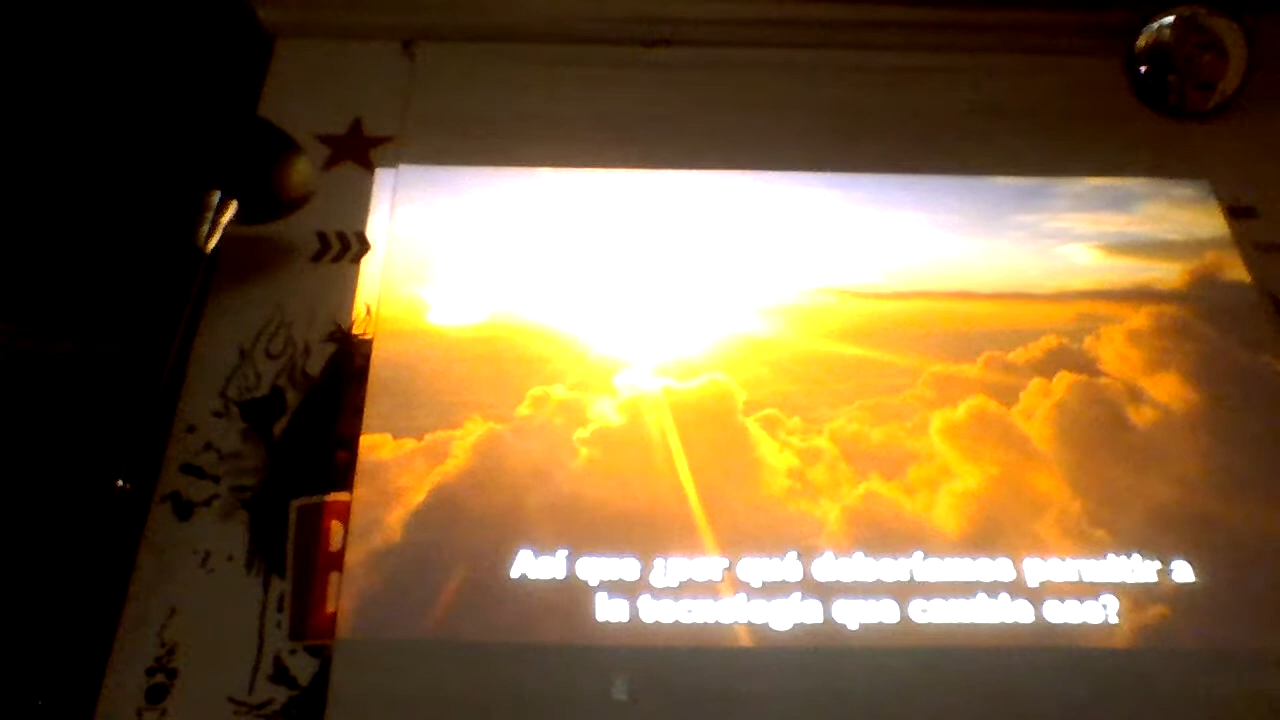 Así que ¿por qué deberíamos permitir a
la tecnología que cambie eso?